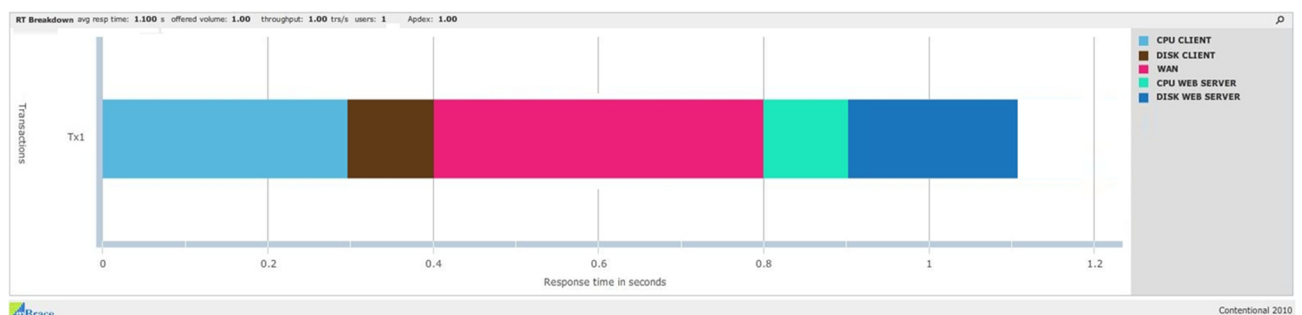 RT Breakdown avg resp time: 1.100 s offered volume: 1.00 throughput: 1.00 trs/s users: 1 Apdex: 1.00
CPU CLIENT
DISK CLIENT
WAN
CPU WEB SERVER
DISK WEB SERVER
Transactions
Tx1
0 0.2 0.4 0.6 0.8 1 1.2
Response time in seconds
Contentional 2010